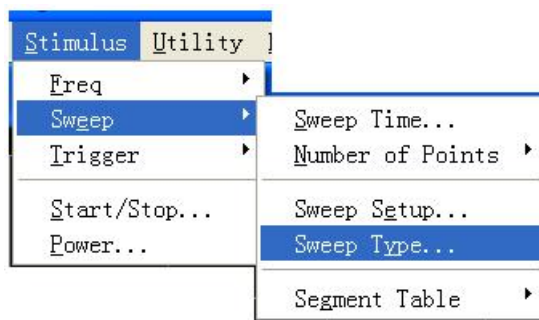 Stimulus Utility
Freq
Sweep
Trigger
Start/Stop...
Power...
Sweep Time...
Number of Points
Sweep Setup...
Sweep Type...
Segment Table